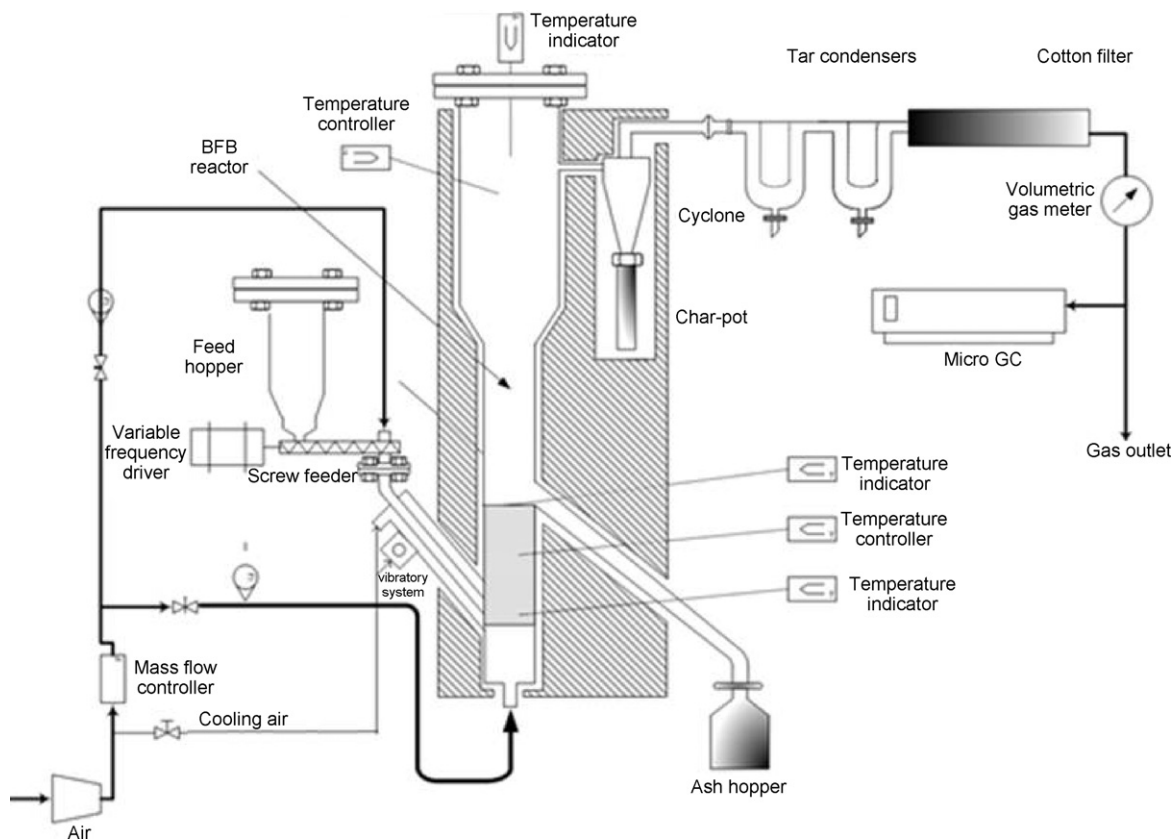 Temperature
indicator
Tar condensers
Cotton filter
Temperature
controller
BFB
reactor
Volumetric
gas meter
Cyclone
Char-pot
Feed
hopper
Micro GC
Variable
frequency
driver
Screw feeder
Gas outlet
Temperature
indicator
Temperature
controller
vibratory
system
Temperature
indicator
Mass flow
controller
Cooling air
Ash hopper
Air